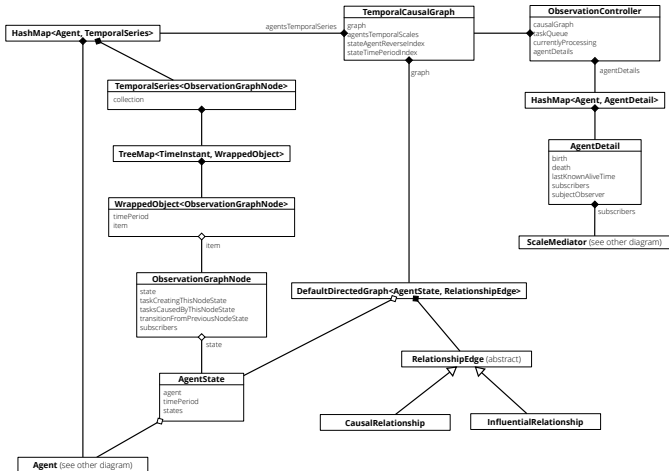 HashMap<Agent, TemporalSeries>
agentsTemporalSeries
TemporalCausalGraph
graph
agentsTemporalScales
stateAgentReverseIndex
stateTimePeriodIndex
ObservationController
causalGraph
taskQueue
currentlyProcessing
agentDetails
graph
agentDetails
TemporalSeries<ObservationGraphNode>
collection
HashMap<Agent, AgentDetail>
TreeMap<TimeInstant, WrappedObject>
AgentDetail
birth
death
lastKnownAliveTime
subscribers
subjectObserver
subscribers
WrappedObject<ObservationGraphNode>
timePeriod
item
item
ScaleMediator (see other diagram)
ObservationGraphNode
state
taskCreatingThisNodeState
tasksCausedByThisNodeState
transitionFromPreviousNodeState
subscribers
state
DefaultDirectedGraph<AgentState, RelationshipEdge>
RelationshipEdge (abstract)
AgentState
agent
timePeriod
states
CausalRelationship
InfluentialRelationship
Agent (see other diagram)